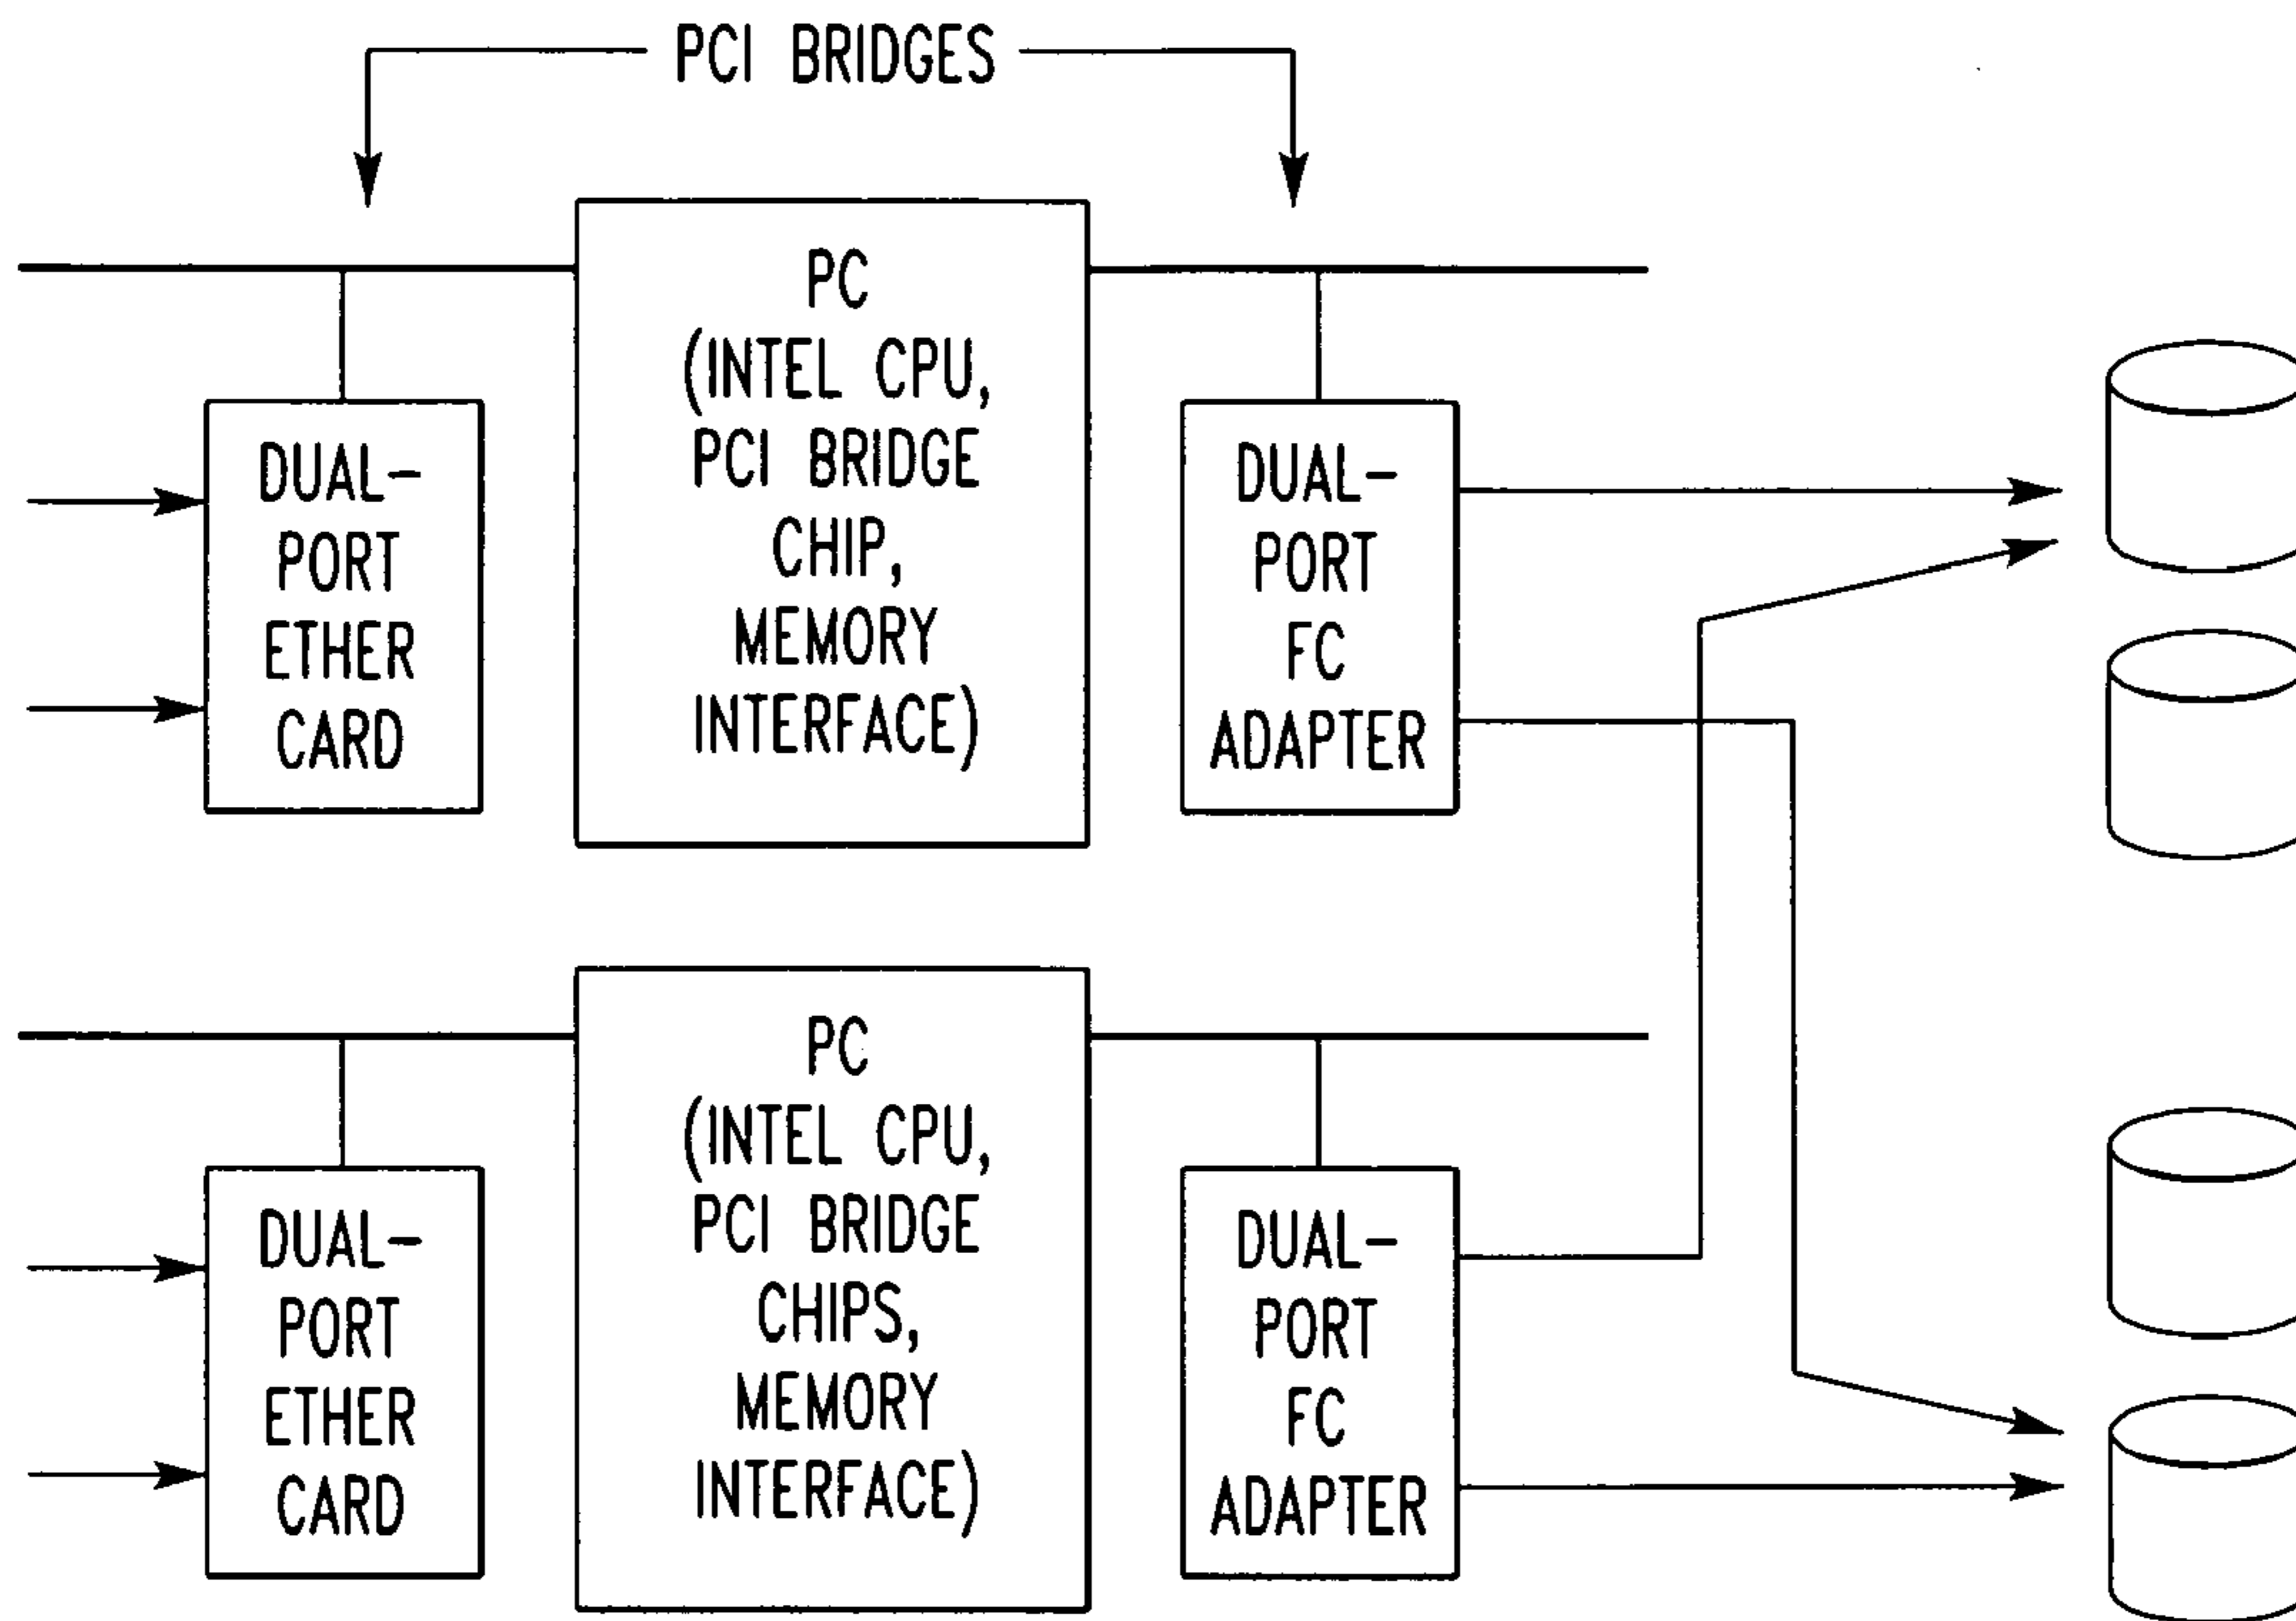 PCI BRIDGES
PC
(INTEL CPU,
PCI BRIDGE
CHIP,
MEMORY
INTERFACE)
DUAL-
PORT
ETHER
CARD
DUAL-
PORT
FC
ADAPTER
PC
(INTEL CPU,
PCI BRIDGE
CHIPS,
MEMORY
INTERFACE)
DUAL-
PORT
ETHER
CARD
DUAL-
PORT
FC
ADAPTER